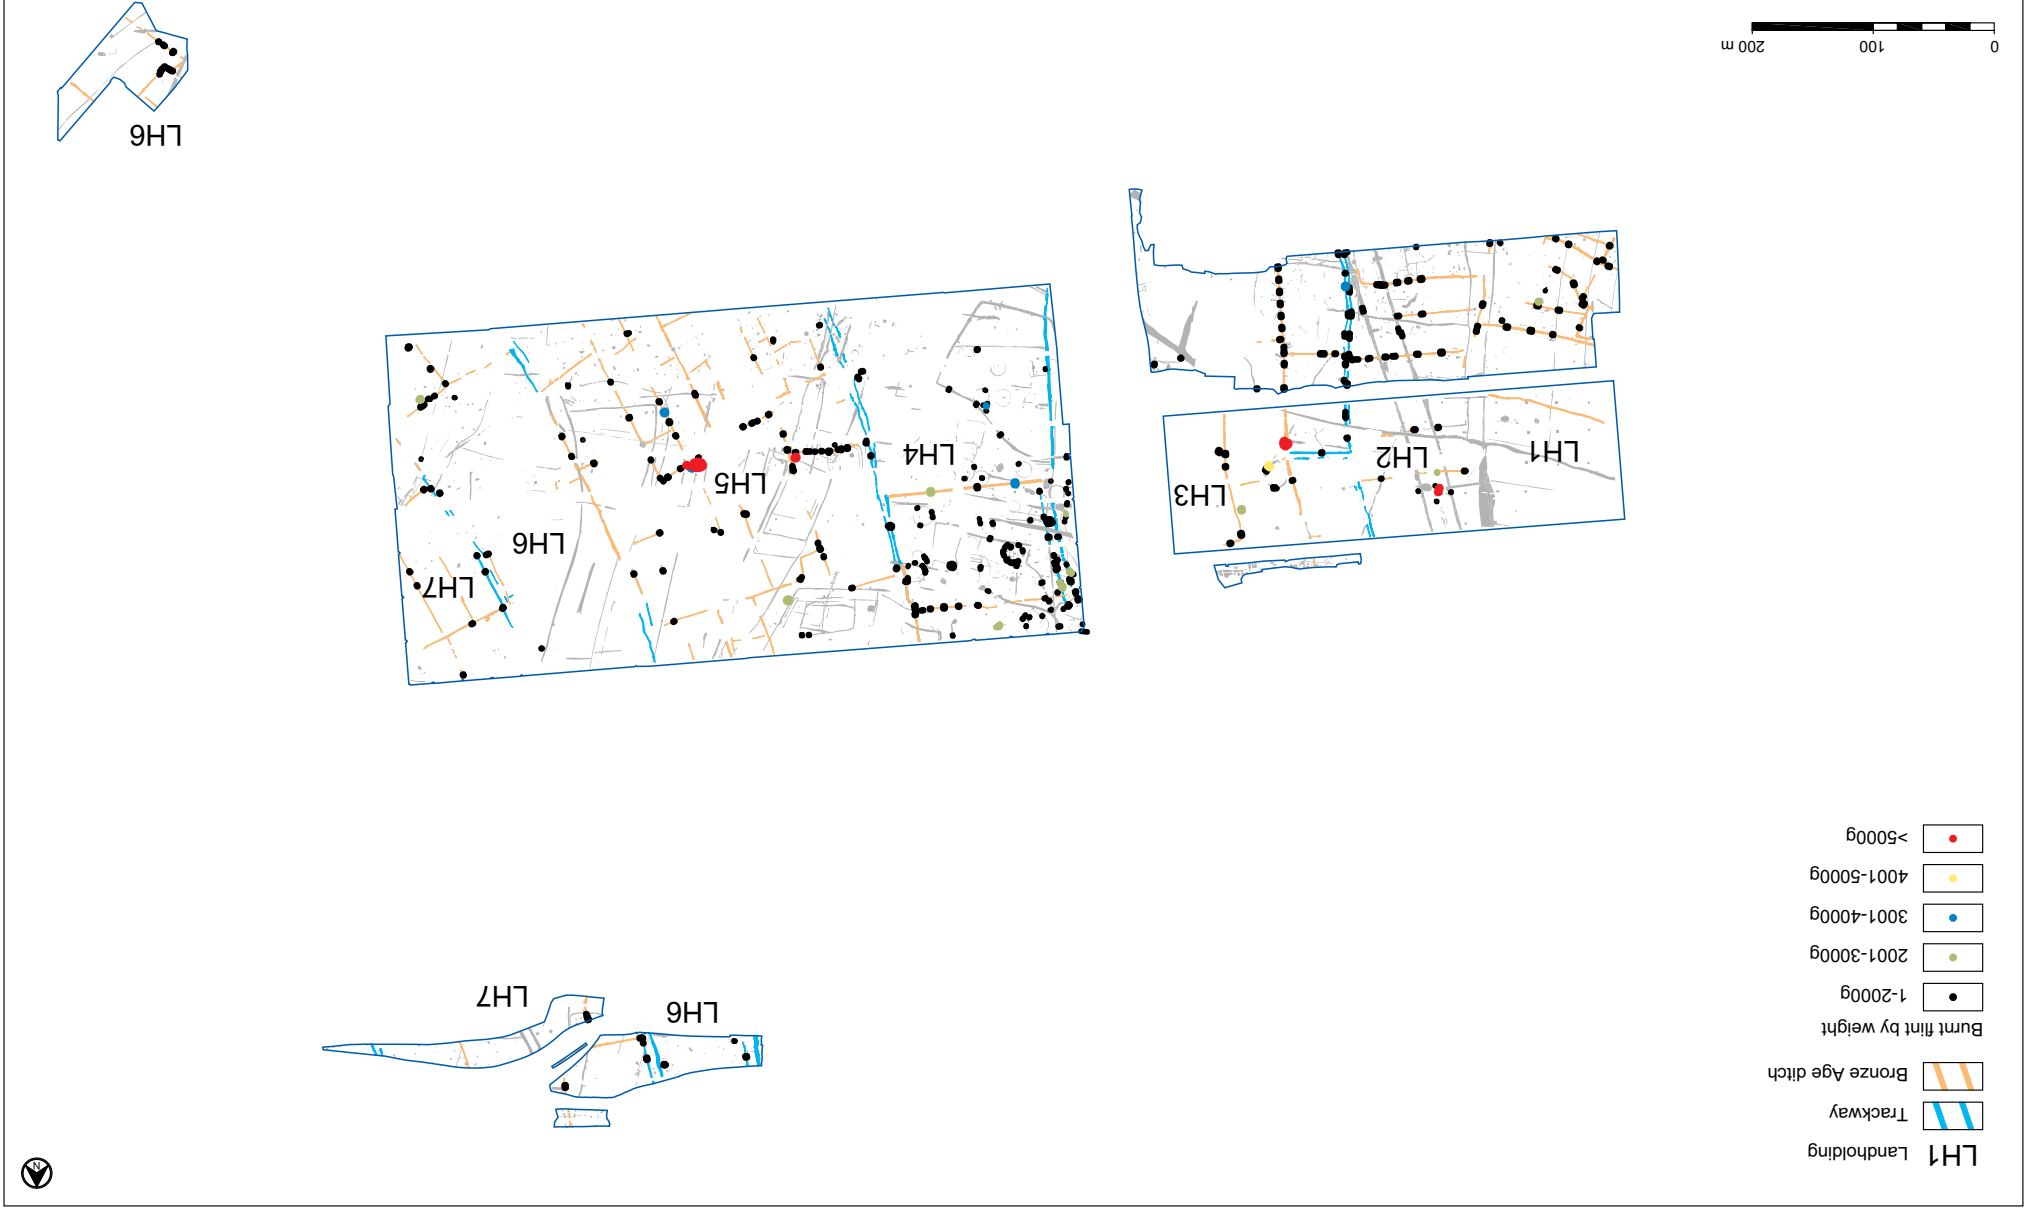 N
LH1 Landholding
Trackway
Bronze Age ditch
Burnt flint by weight
1-2000g
2001-3000g
3001-4000g
4001-5000g
>5000g
LH6
LH7
LH1
LH2
LH3
LH4
LH5
LH6
LH7
LH6
0 100 200 m